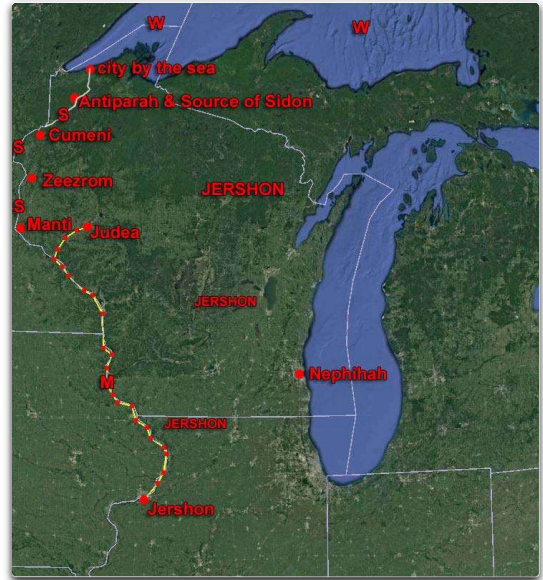 W
W
city by the sea
Antiparah & Source of Sidon
S
Cumeni
S
Zeezrom
JERSHON
S
Manti
Judea
JERSHON
Nephihah
M
JERSHON
Jershon